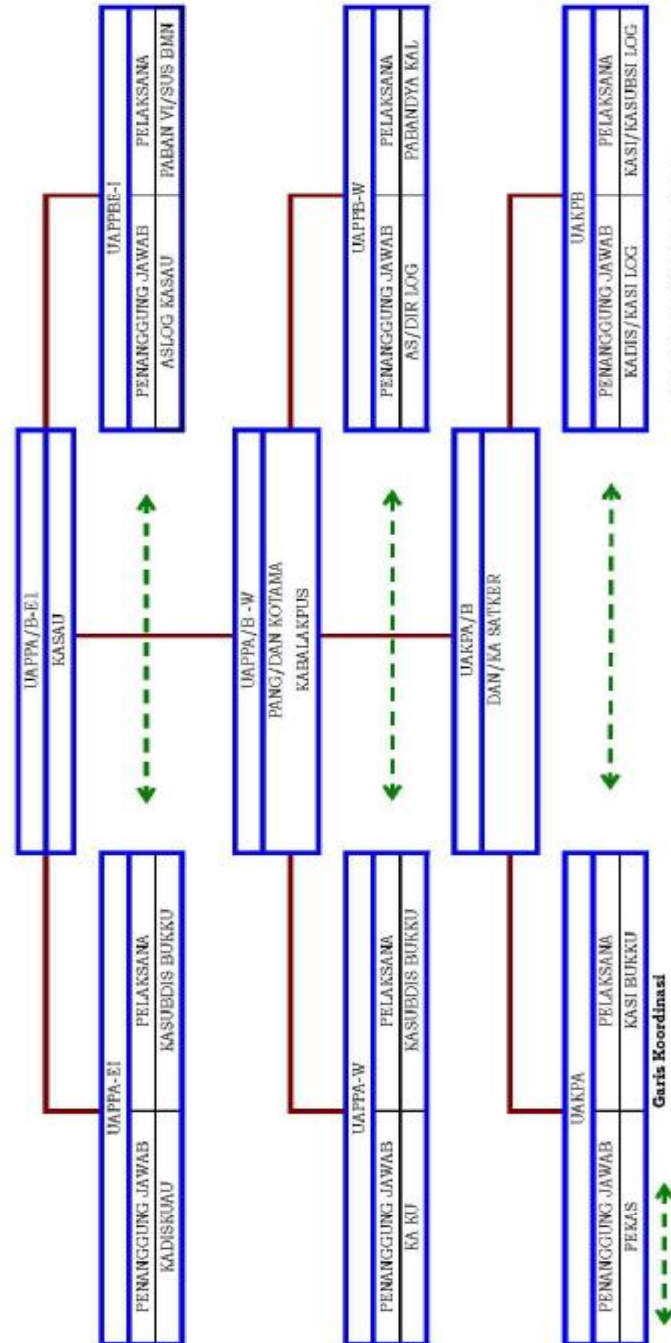 UAPPA/B-E1
KASAU
UAPPA-E1
PENANGGUNG JAWAB
PELAKSANA
KADISKUAU
KASUBDIS BUKKU
UAPPBE-1
PENANGGUNG JAWAB
PELAKSANA
ASLOG KASAU
PABAN VI/SUS BMN
UAPPA/B -W
PANG/DAN KOTAMA
KABALAKPUS
UAPPA-W
PENANGGUNG JAWAB
PELAKSANA
KA KU
KASUBDIS BUKKU
UAPPB-W
PENANGGUNG JAWAB
PELAKSANA
AS/DIR LOG
PABANDYA KAL
UAKPA/B
DAN/KA SATKER
UAKPA
PENANGGUNG JAWAB
PELAKSANA
PEKAS
KASI BUKKU
UAKPB
PENANGGUNG JAWAB
PELAKSANA
KADIS/KASI LOG
KASI/KASUBSI LOG
Garis Koordinasi